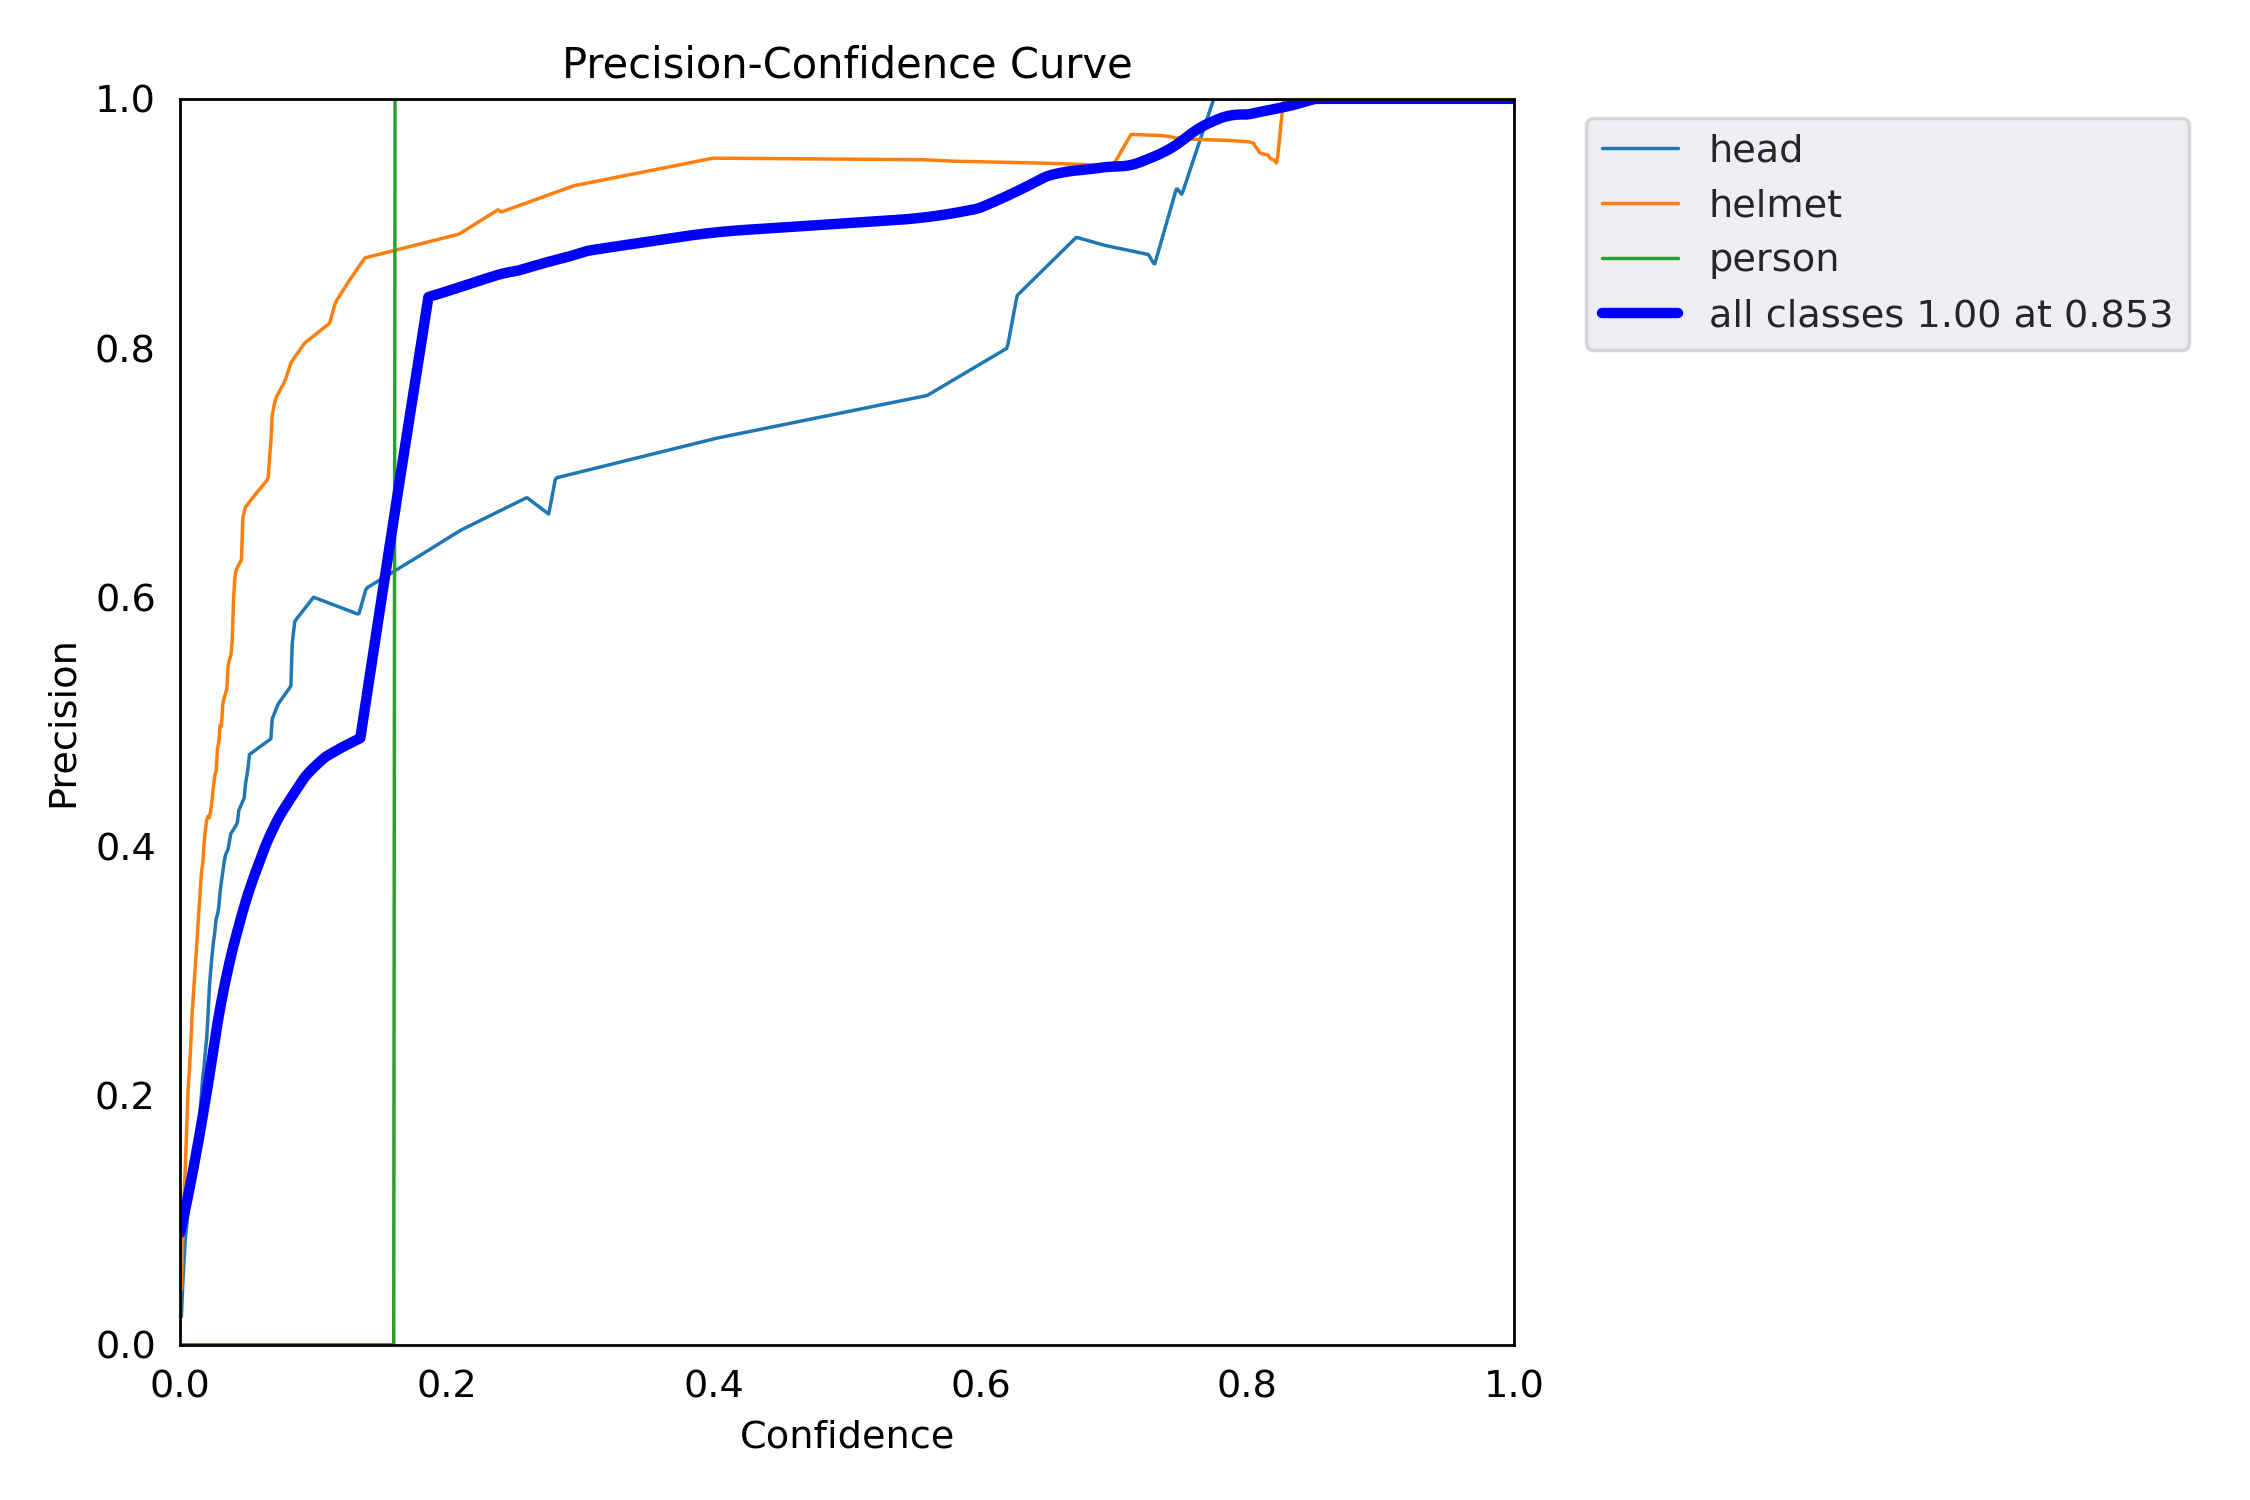 Precision-Confidence Curve
1.0
0.8
0.6
0.4
0.2
0.0
Precision
0.0 0.2 0.4 0.6 0.8 1.0
Confidence
head
helmet
person
all classes 1.00 at 0.853